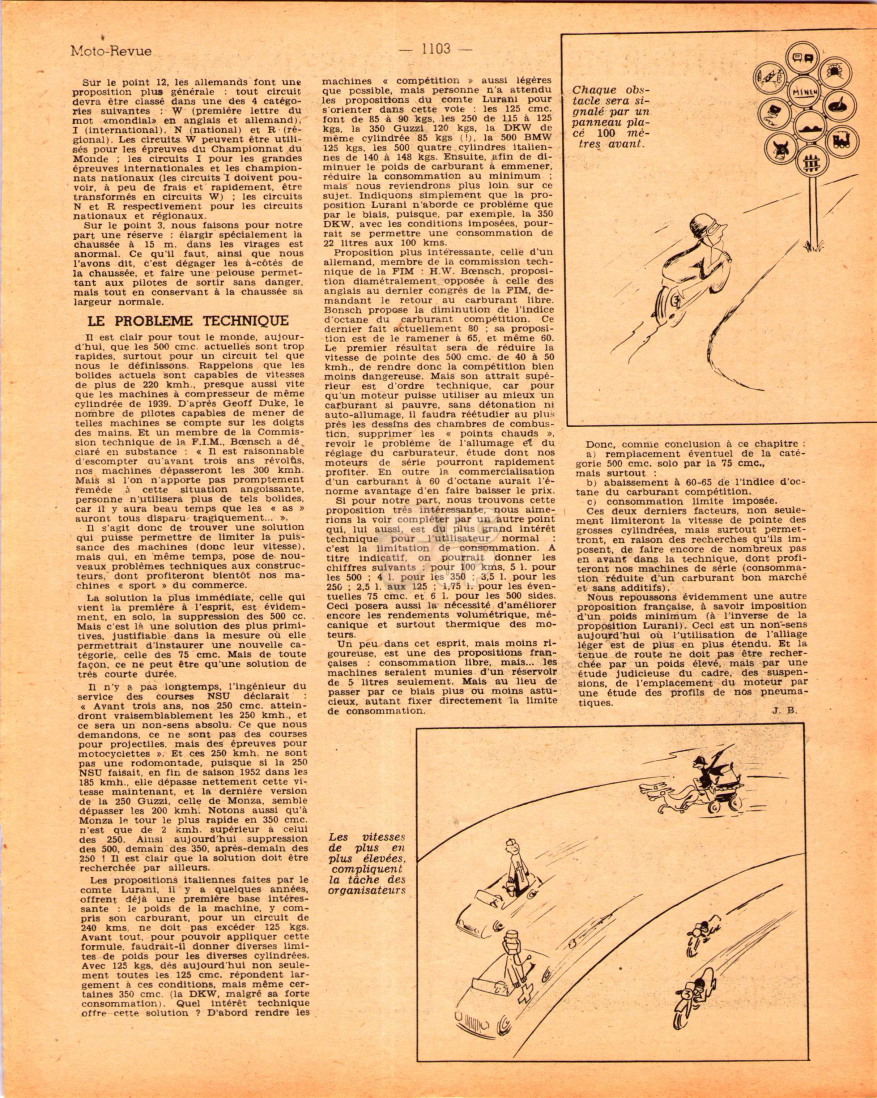 Moto-Revue
— 1103 —
Sur le point 12, les allemands font une
proposition plus générale : tout circuit
devra être classé dans une des 4 catégo-
ries suivantes : W (première lettre du
mot «mondial» en anglais et allemand),
I (international), N (national) et R (ré-
gional). Les circuits W peuvent être utili-
sés pour les épreuves du Championnat du
Monde ; les circuits I pour les grandes
épreuves internationales et les champion-
nats nationaux (les circuits I doivent pou-
voir, à peu de frais et rapidement, être
transformés en circuits W) ; les circuits
N et R respectivement pour les circuits
nationaux et régionaux.
Sur le point 3, nous faisons pour notre
part une réserve : élargir spécialement la
chaussée à 15 m. dans les virages est
anormal. Ce qu'il faut, ainsi que nous
l'avons dit, c'est dégager les à-côtés de
la chaussée, et faire une pelouse permet-
tant aux pilotes de sortir sans danger,
mais tout en conservant à la chaussée sa
largeur normale.
LE PROBLEME TECHNIQUE
Il est clair pour tout le monde, aujour-
d'hui, que les 500 cmc. actuelles sont trop
rapides, surtout pour un circuit tel que
nous le définissons. Rappelons que les
bolides actuels sont capables de vitesses
de plus de 220 kmh., presque aussi vite
que les machines à compresseur de même
cylindrée de 1939. D'après Geoff Duke, le
nombre de pilotes capables de mener de
telles machines se compte sur les doigts
des mains. Et un membre de la Commis-
sion technique de la F.I.M., Bœnsch a dé,
claré en substance : « Il est raisonnable
d'escompter qu'avant trois ans révolus,
nos machines dépasseront les 300 kmh.
Mais si l'on n'apporte pas promptement
remède à cette situation angoissante,
personne n'utilisera plus de tels bolides,
car il y aura beau temps que les « as »
auront tous disparu tragiquement... ».
Il s'agit donc de trouver une solution
qui puisse permettre de limiter la puis-
sance des machines (donc leur vitesse),
mais qui, en même temps, pose de nou-
veaux problèmes techniques aux construc-
teurs, dont profiteront bientôt nos ma-
chines « sport » du commerce.
La solution la plus immédiate, celle qui
vient la première à l'esprit, est évidem-
ment, en solo, la suppression des 500 cc.
Mais c'est là une solution des plus primi-
tives, justifiable dans la mesure où elle
permettrait d'instaurer une nouvelle ca-
tégorie, celle des 75 cmc. Mais de toute
façon, ce ne peut être qu'une solution de
très courte durée.
Il n'y a pas longtemps, l'ingénieur du
service des courses NSU déclarait :
« Avant trois ans, nos 250 cmc. attein-
dront vraisemblablement les 250 kmh., et
ce sera un non-sens absolu. Ce que nous
demandons, ce ne sont pas des courses
pour projectiles, mais des épreuves pour
motocyclettes ». Et ces 250 kmh. ne sont
pas une rodomontade, puisque si la 250
NSU faisait, en fin de saison 1952 dans les
185 kmh., elle dépasse nettement cette vi-
tesse maintenant, et la dernière version
de la 250 Guzzi, celle de Monza, semble
dépasser les 200 kmh. Notons aussi qu'à
Monza le tour le plus rapide en 350 cmc.
n'est que de 2 kmh. supérieur à celui
des 250. Ainsi aujourd'hui suppression
des 500, demain des 350, après-demain des
250 ! Il est clair que la solution doit être
recherchée par ailleurs.
Les propositions italiennes faites par le
comte Lurani, il y a quelques années,
offrent déjà une première base intéres-
sante : le poids de la machine, y com-
pris son carburant, pour un circuit de
240 kms. ne doit pas excéder 125 kgs.
Avant tout, pour pouvoir appliquer cette
formule, faudrait-il donner diverses limi-
tes de poids pour les diverses cylindrées.
Avec 125 kgs, dès aujourd'hui non seule-
ment toutes les 125 cmc. répondent lar-
gement à ces conditions, mais même cer-
taines 350 cmc. (la DKW, malgré sa forte
consommation). Quel intérêt technique
offre cette solution ? D'abord rendre les
machines « compétition » aussi légères
que possible, mais personne n'a attendu
les propositions du comte Lurani pour
s'orienter dans cette voie : les 125 cmc.
font de 85 à 90 kgs, les 250 de 115 à 125
kgs, la 350 Guzzi 120 kgs, la DKW de
même cylindrée 85 kgs (!), la 500 BMW
125 kgs, les 500 quatre cylindres italien-
nes de 140 à 148 kgs. Ensuite, afin de di-
minuer le poids de carburant à emmener,
réduire la consommation au minimum ;
mais nous reviendrons plus loin sur ce
sujet. Indiquons simplement que la pro-
position Lurani n'aborde ce problème que
par le biais, puisque, par exemple, la 350
DKW, avec les conditions imposées, pour-
rait se permettre une consommation de
22 litres aux 100 kms.
Proposition plus intéressante, celle d'un
allemand, membre de la commission tech-
nique de la FIM : H.W. Bœnsch, proposi-
tion diamétralement opposée à celle des
anglais au dernier congrès de la FIM, de-
mandant le retour au carburant libre.
Bonsch propose la diminution de l'indice
d'octane du carburant compétition. Ce
dernier fait actuellement 80 ; sa proposi-
tion est de le ramener à 65, et même 60.
Le premier résultat sera de réduire la
vitesse de pointe des 500 cmc. de 40 à 50
kmh., de rendre donc la compétition bien
moins dangereuse. Mais son attrait supé-
rieur est d'ordre technique, car pour
qu'un moteur puisse utiliser au mieux un
carburant si pauvre, sans détonation ni
auto-allumage, il faudra réétudier au plus
près les dessins des chambres de combus-
tion, supprimer les « points chauds »,
revoir le problème de l'allumage et du
réglage du carburateur, étude dont nos
moteurs de série pourront rapidement
profiter. En outre la commercialisation
d'un carburant à 60 d'octane aurait l'é-
norme avantage d'en faire baisser le prix.
Si pour notre part, nous trouvons cette
proposition très intéressante, nous aime-
rions la voir complétée par un autre point
qui, lui aussi, est du plus grand intérêt
technique pour l'utilisateur normal :
c'est la limitation de consommation. A
titre indicatif, on pourrait donner les
chiffres suivants : pour 100 kms, 5 l. pour
les 500 ; 4 l. pour les 350 ; 3,5 l. pour les
250 ; 2,5 l. aux 125 ; 1,75 l. pour les éven-
tuelles 75 cmc. et 6 l. pour les 500 sides.
Ceci posera aussi la nécessité d'améliorer
encore les rendements volumétrique, mé-
canique et surtout thermique des mo-
teurs.
Un peu dans cet esprit, mais moins ri-
goureuse, est une des propositions fran-
çaises : consommation libre, mais... les
machines seraient munies d'un réservoir
de 5 litres seulement. Mais au lieu de
passer par ce biais plus ou moins astu-
cieux, autant fixer directement la limite
de consommation.
Chaque obs-
tacle sera si-
gnalé par un
panneau pla-
cé 100 mè-
tres avant.
MINEN
Donc, comme conclusion à ce chapitre :
a) remplacement éventuel de la caté-
gorie 500 cmc. solo par la 75 cmc.,
mais surtout :
b) abaissement à 60-65 de l'indice d'oc-
tane du carburant compétition.
c) consommation limite imposée.
Ces deux derniers facteurs, non seule-
ment limiteront la vitesse de pointe des
grosses cylindrées, mais surtout permet-
tront, en raison des recherches qu'ils im-
posent, de faire encore de nombreux pas
en avant dans la technique, dont profi-
teront nos machines de série (consomma-
tion réduite d'un carburant bon marché
et sans additifs).
Nous repoussons évidemment une autre
proposition française, à savoir imposition
d'un poids minimum (à l'inverse de la
proposition Lurani). Ceci est un non-sens
aujourd'hui où l'utilisation de l'alliage
léger est de plus en plus étendu. Et la
tenue de route ne doit pas être recher-
chée par un poids élevé, mais par une
étude judicieuse du cadre, des suspen-
sions, de l'emplacement du moteur par
une étude des profils de nos pneuma-
tiques.
J. B.
Les vitesses
de plus en
plus élevées,
compliquent
la tâche des
organisateurs